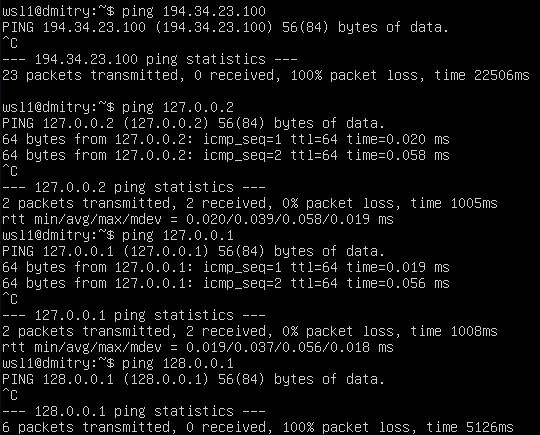 wsl1@dmitry:~$ ping 194.34.23.100
PING 194.34.23.100 (194.34.23.100) 56(84) bytes of data.
^C
--- 194.34.23.100 ping statistics ---
23 packets transmitted, 0 received, 100% packet loss, time 22506ms

wsl1@dmitry:~$ ping 127.0.0.2
PING 127.0.0.2 (127.0.0.2) 56(84) bytes of data.
64 bytes from 127.0.0.2: icmp_seq=1 ttl=64 time=0.020 ms
64 bytes from 127.0.0.2: icmp_seq=2 ttl=64 time=0.058 ms
^C
--- 127.0.0.2 ping statistics ---
2 packets transmitted, 2 received, 0% packet loss, time 1005ms
rtt min/avg/max/mdev = 0.020/0.039/0.058/0.019 ms
wsl1@dmitry:~$ ping 127.0.0.1
PING 127.0.0.1 (127.0.0.1) 56(84) bytes of data.
64 bytes from 127.0.0.1: icmp_seq=1 ttl=64 time=0.019 ms
64 bytes from 127.0.0.1: icmp_seq=2 ttl=64 time=0.056 ms
^C
--- 127.0.0.1 ping statistics ---
2 packets transmitted, 2 received, 0% packet loss, time 1008ms
rtt min/avg/max/mdev = 0.019/0.037/0.056/0.018 ms
wsl1@dmitry:~$ ping 128.0.0.1
PING 128.0.0.1 (128.0.0.1) 56(84) bytes of data.
^C
--- 128.0.0.1 ping statistics ---
6 packets transmitted, 0 received, 100% packet loss, time 5126ms